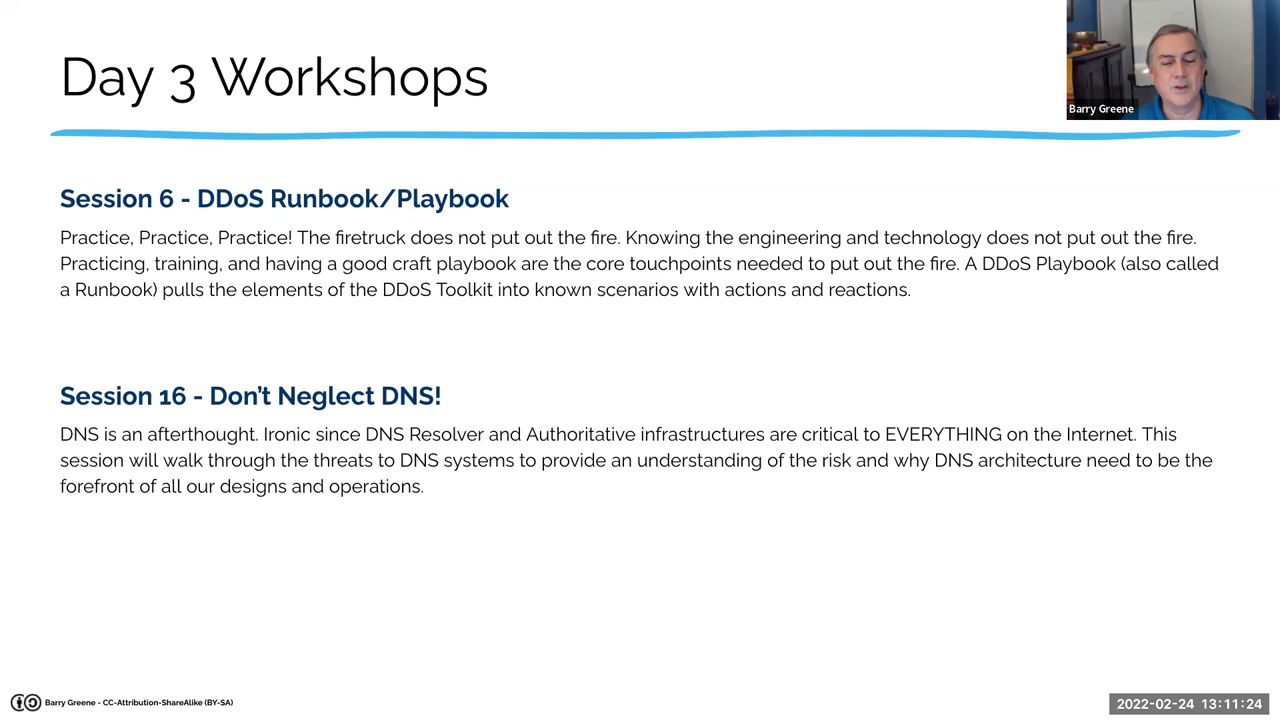 Day 3 Workshops
Barry Greene
Session 6 - DDoS Runbook/Playbook
Practice, Practice, Practice! The firetruck does not put out the fire. Knowing the engineering and technology does not put out the fire.
Practicing, training, and having a good craft playbook are the core touchpoints needed to put out the fire. A DDoS Playbook (also called
a Runbook) pulls the elements of the DDoS Toolkit into known scenarios with actions and reactions.
Session 16 - Don't Neglect DNS!
DNS is an afterthought. Ironic since DNS Resolver and Authoritative infrastructures are critical to EVERYTHING on the Internet. This
session will walk through the threats to DNS systems to provide an understanding of the risk and why DNS architecture need to be the
forefront of all our designs and operations.
Barry Greene - CC-Attribution-ShareAlike (BY-SA)
2022-02-24 13:11:24